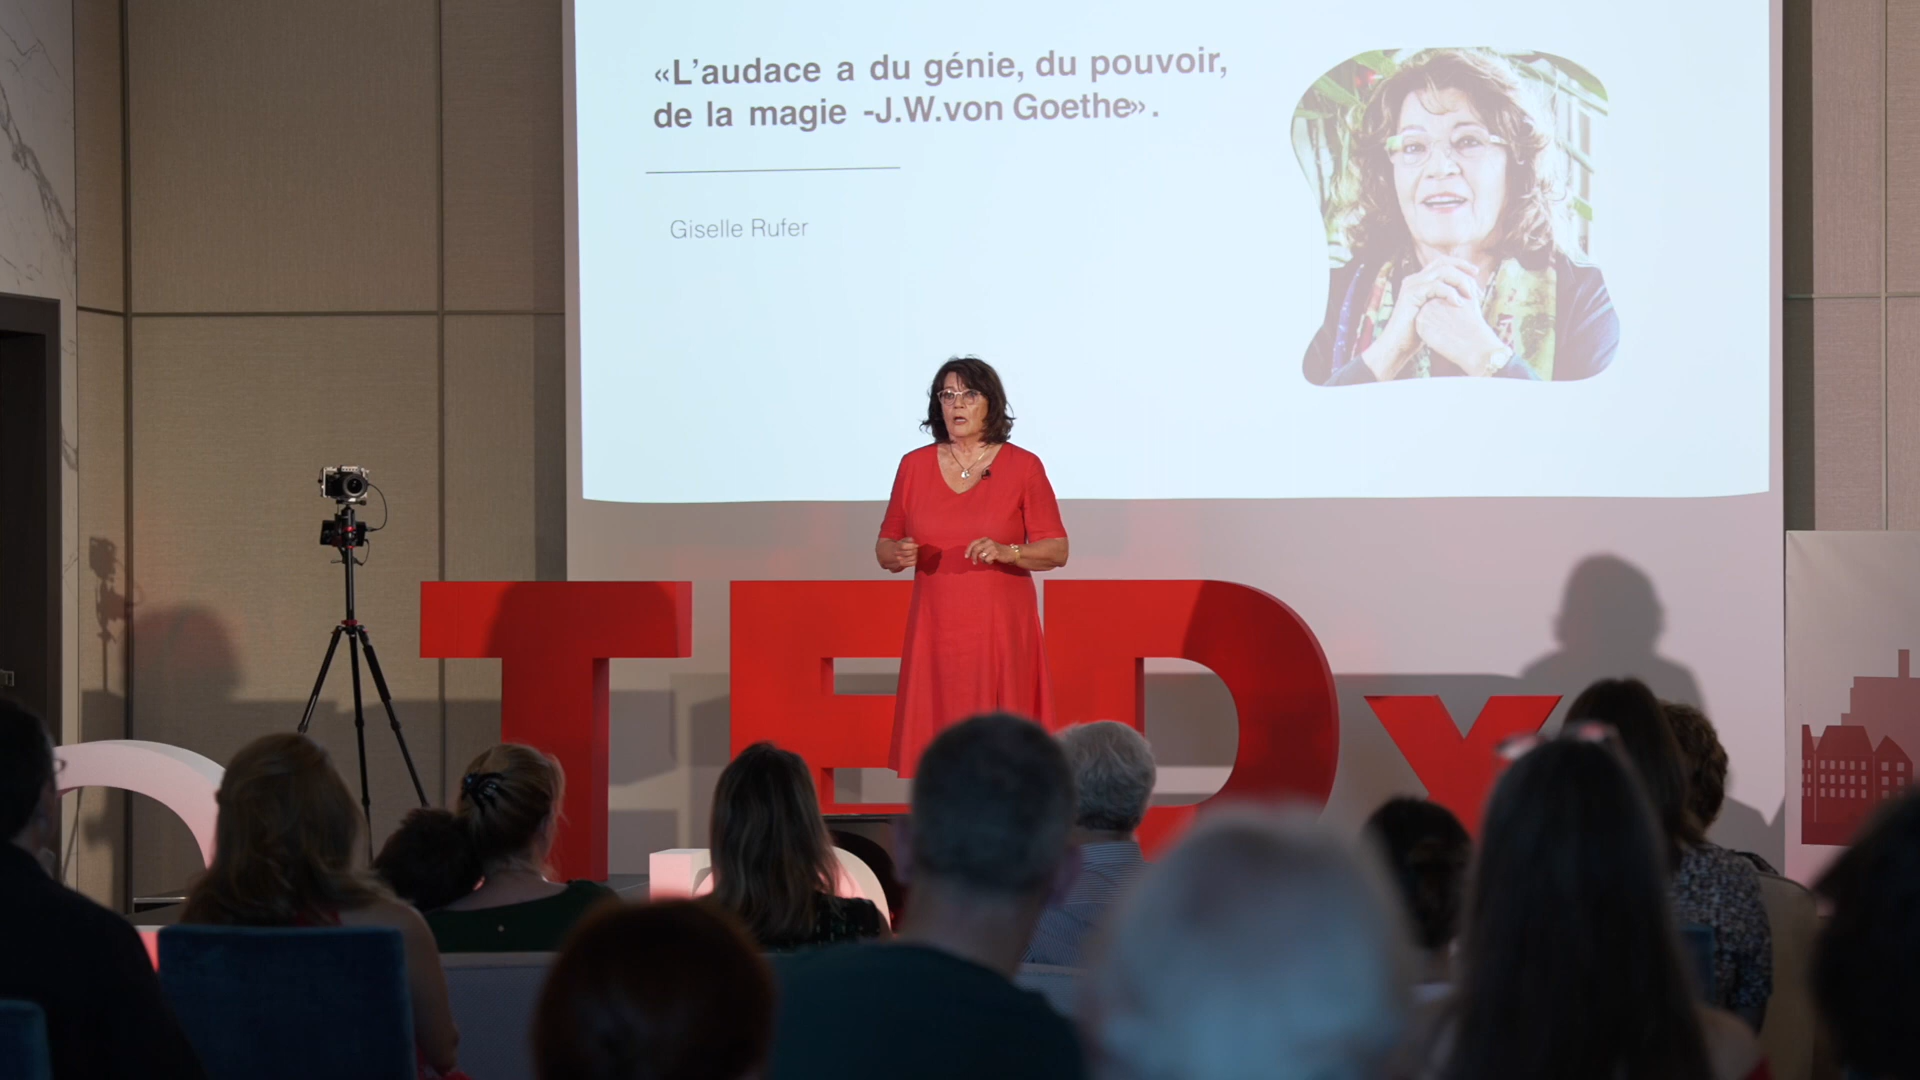 «L'audace a du génie, du pouvoir,
de la magie -J.W.von Goethe».
Giselle Rufer
TEDx